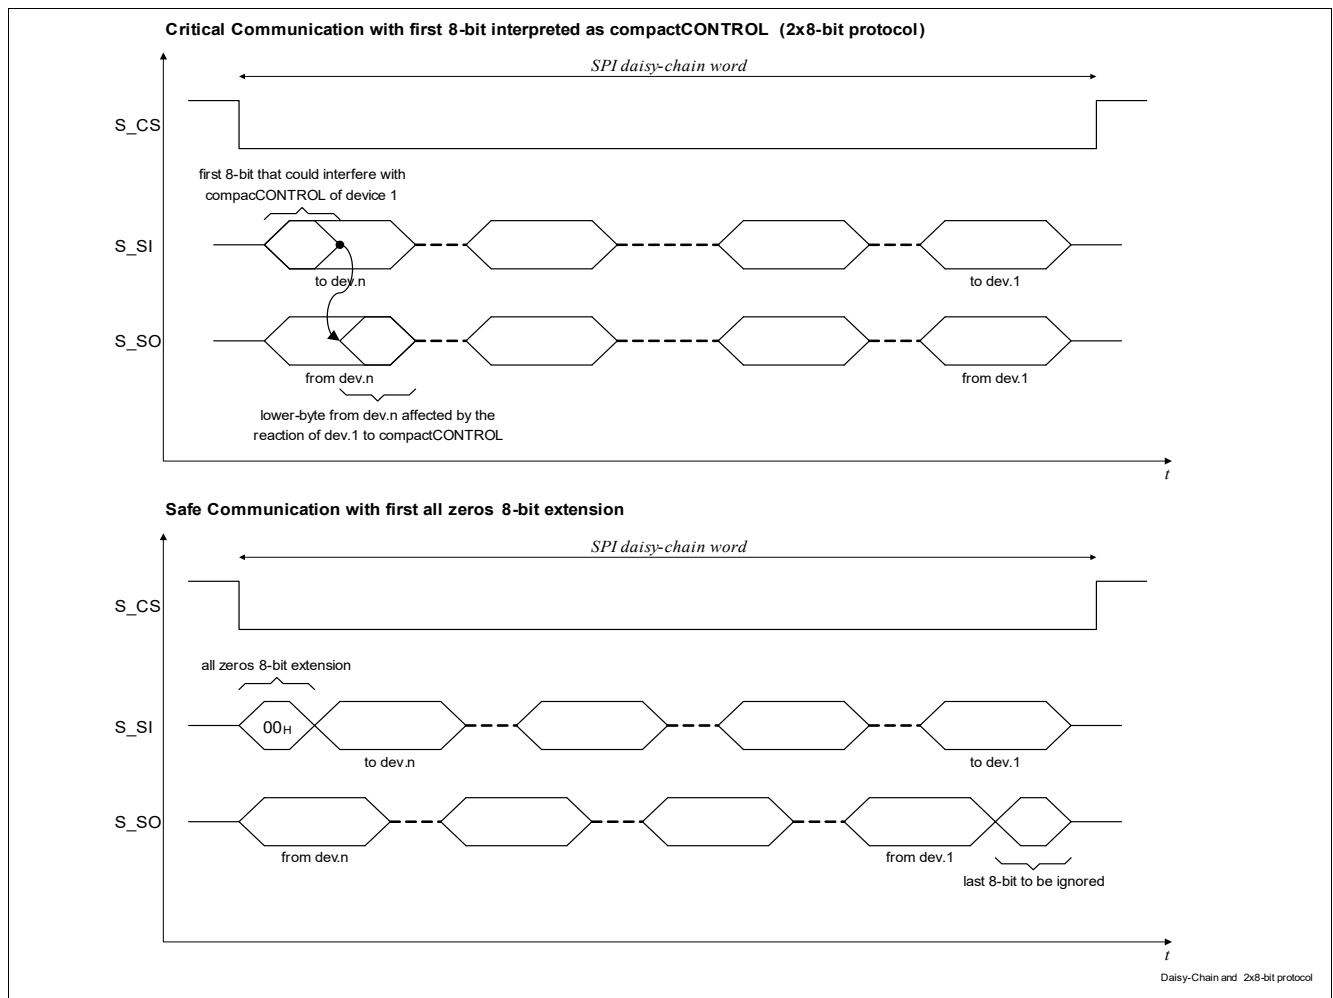 Critical Communication with first 8-bit interpreted as compactCONTROL (2x8-bit protocol)
SPI daisy-chain word
S_CS
first 8-bit that could interfere with
compacCONTROL of device 1
S_SI
to dev.n
to dev.1
S_SO
from dev.n
from dev.1
lower-byte from dev.n affected by the
reaction of dev.1 to compactCONTROL
t
Safe Communication with first all zeros 8-bit extension
SPI daisy-chain word
S_CS
all zeros 8-bit extension
S_SI
00H
to dev.n
to dev.1
S_SO
from dev.n
from dev.1
last 8-bit to be ignored
t
Daisy-Chain and 2x8-bit protocol